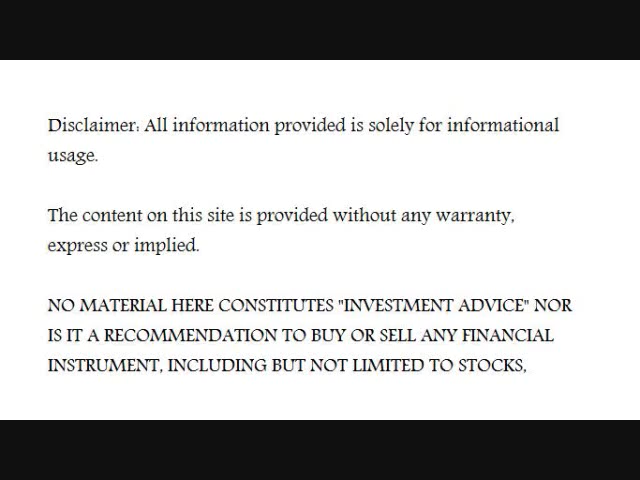 Disclaimer: All information provided is solely for informational
usage.
The content on this site is provided without any warranty,
express or implied.
NO MATERIAL HERE CONSTITUTES "INVESTMENT ADVICE" NOR
IS IT A RECOMMENDATION TO BUY OR SELL ANY FINANCIAL
INSTRUMENT, INCLUDING BUT NOT LIMITED TO STOCKS,